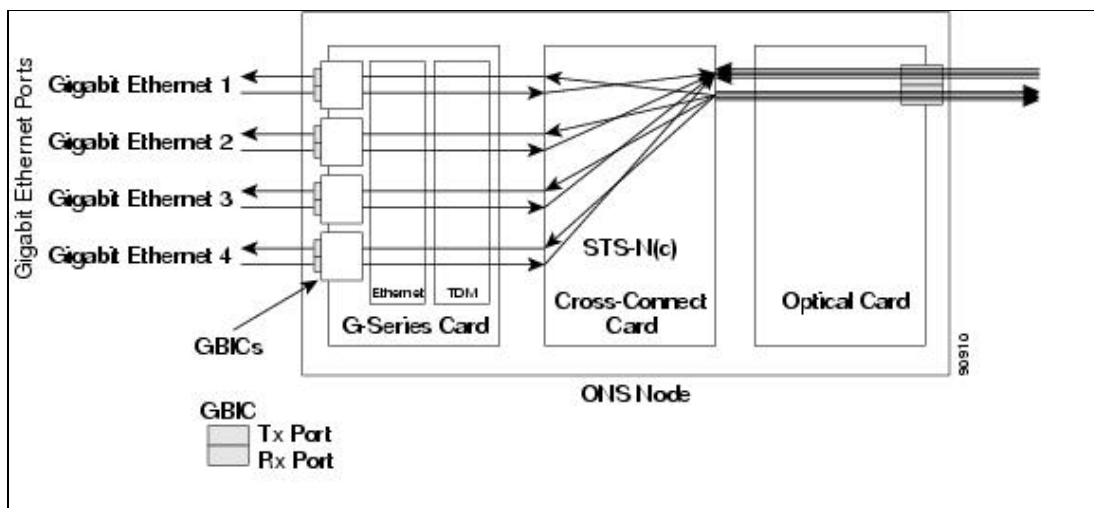 Gigabit Ethernet Ports
Gigabit Ethernet 1
Gigabit Ethernet 2
Gigabit Ethernet 3
Gigabit Ethernet 4
GBICs
Ethernet
TDM
G-Series Card
STS-N(c)
Cross-Connect
Card
Optical Card
ONS Node
90910
GBIC
Tx Port
Rx Port